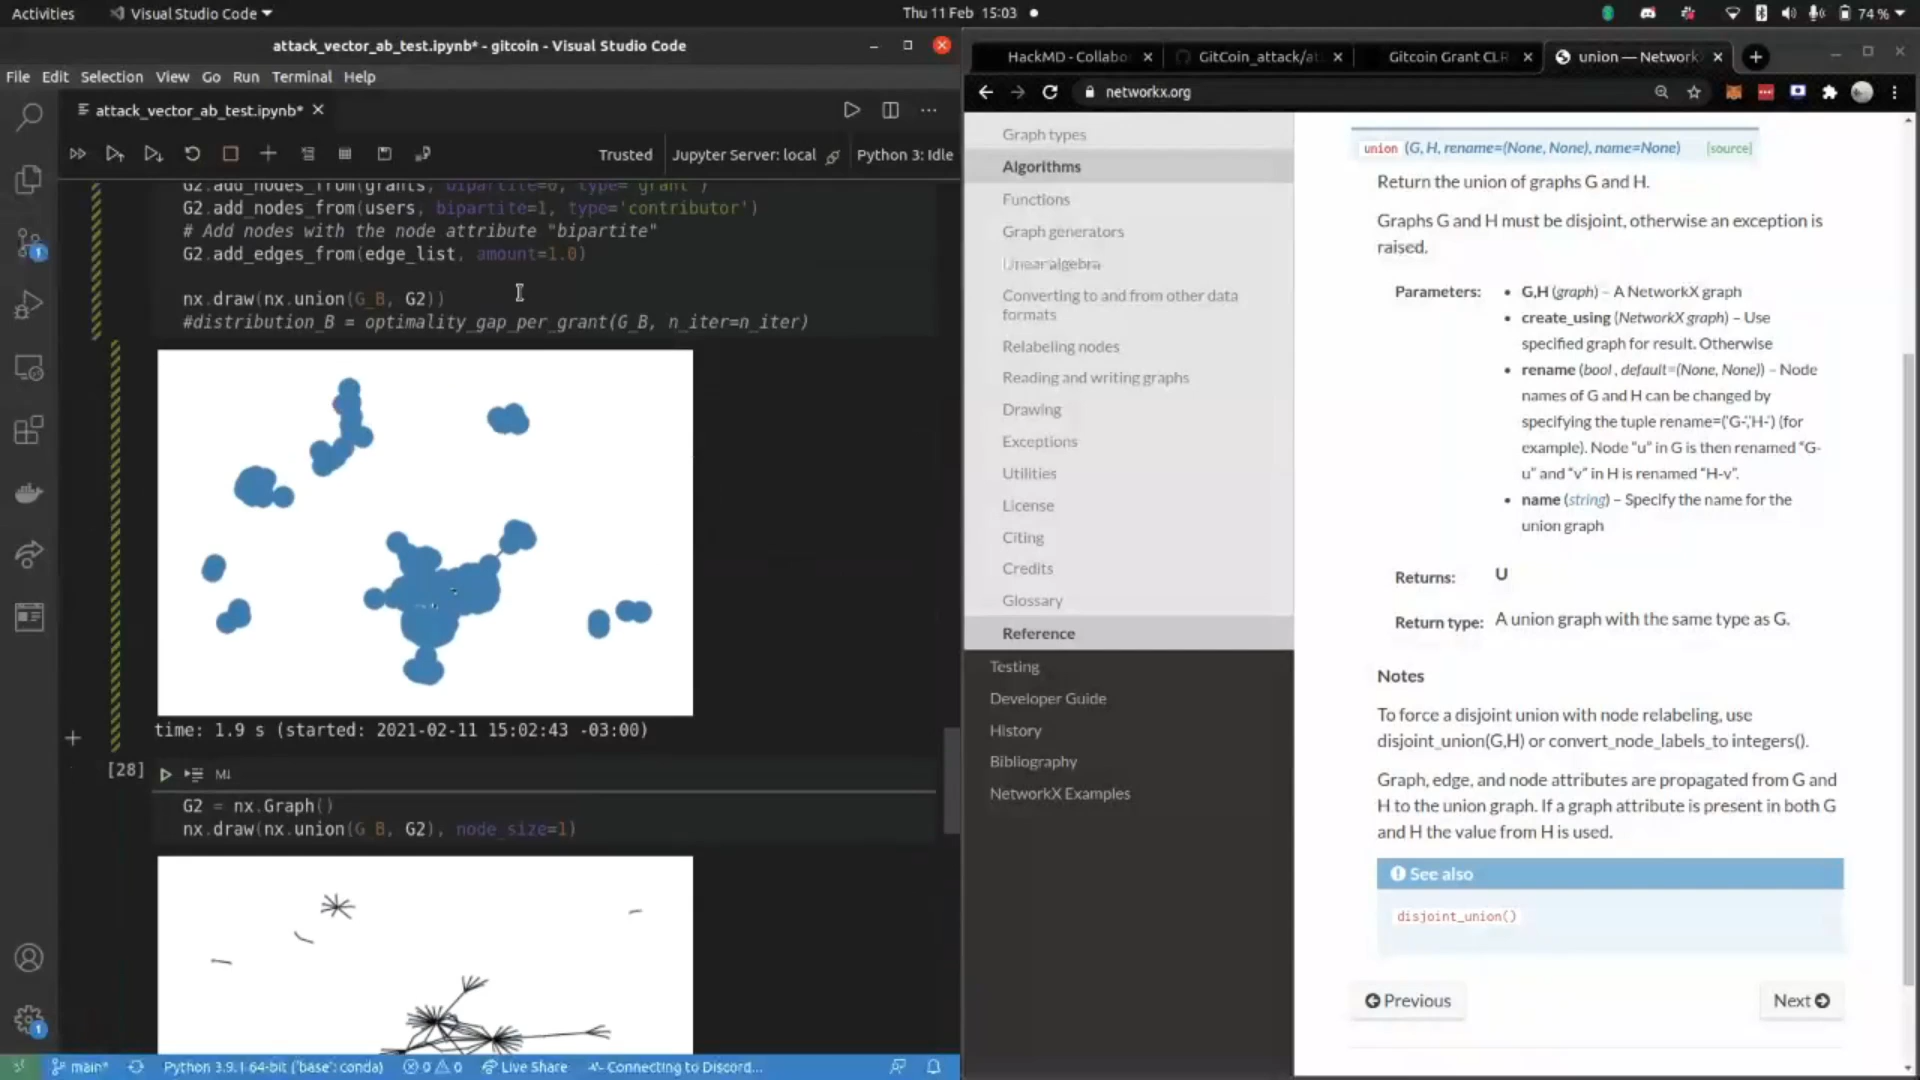 Activities
Visual Studio Code
Thu 11 Feb 15:03
74 %
attack_vector_ab_test.ipynb* - gitcoin - Visual Studio Code
File Edit Selection View Go Run Terminal Help
attack_vector_ab_test.ipynb*
Trusted
Jupyter Server: local
Python 3: Idle
G2.add_nodes_from(grants, bipartite=0, type='grant')
G2.add_nodes_from(users, bipartite=1, type='contributor')
# Add nodes with the node attribute "bipartite"
G2.add_edges_from(edge_list, amount=1.0)
nx.draw(nx.union(G_B, G2))
#distribution_B = optimality_gap_per_grant(G_B, n_iter=n_iter)
time: 1.9 s (started: 2021-02-11 15:02:43 -03:00)
[28]
M↓
G2 = nx.Graph()
nx.draw(nx.union(G_B, G2), node_size=1)
1
1
main*
Python 3.9.1 64-bit ('base': conda)
0 0
Live Share
Connecting to Discord...
HackMD - Collabo
GitCoin_attack/at
Gitcoin Grant CLR
union — Network
networkx.org
Graph types
Algorithms
Functions
Graph generators
Linear algebra
Converting to and from other data
formats
Relabeling nodes
Reading and writing graphs
Drawing
Exceptions
Utilities
License
Citing
Credits
Glossary
Reference
Testing
Developer Guide
History
Bibliography
NetworkX Examples
union (G, H, rename=(None, None), name=None) [source]
Return the union of graphs G and H.
Graphs G and H must be disjoint, otherwise an exception is
raised.
Parameters:
• G,H (graph) – A NetworkX graph
• create_using (NetworkX graph) – Use
specified graph for result. Otherwise
• rename (bool , default=(None, None)) – Node
names of G and H can be changed by
specifying the tuple rename=('G-','H-') (for
example). Node "u" in G is then renamed "G-
u" and "v" in H is renamed "H-v".
• name (string) – Specify the name for the
union graph
Returns: U
Return type: A union graph with the same type as G.
Notes
To force a disjoint union with node relabeling, use
disjoint_union(G,H) or convert_node_labels_to integers().
Graph, edge, and node attributes are propagated from G and
H to the union graph. If a graph attribute is present in both G
and H the value from H is used.
See also
disjoint_union()
Previous
Next